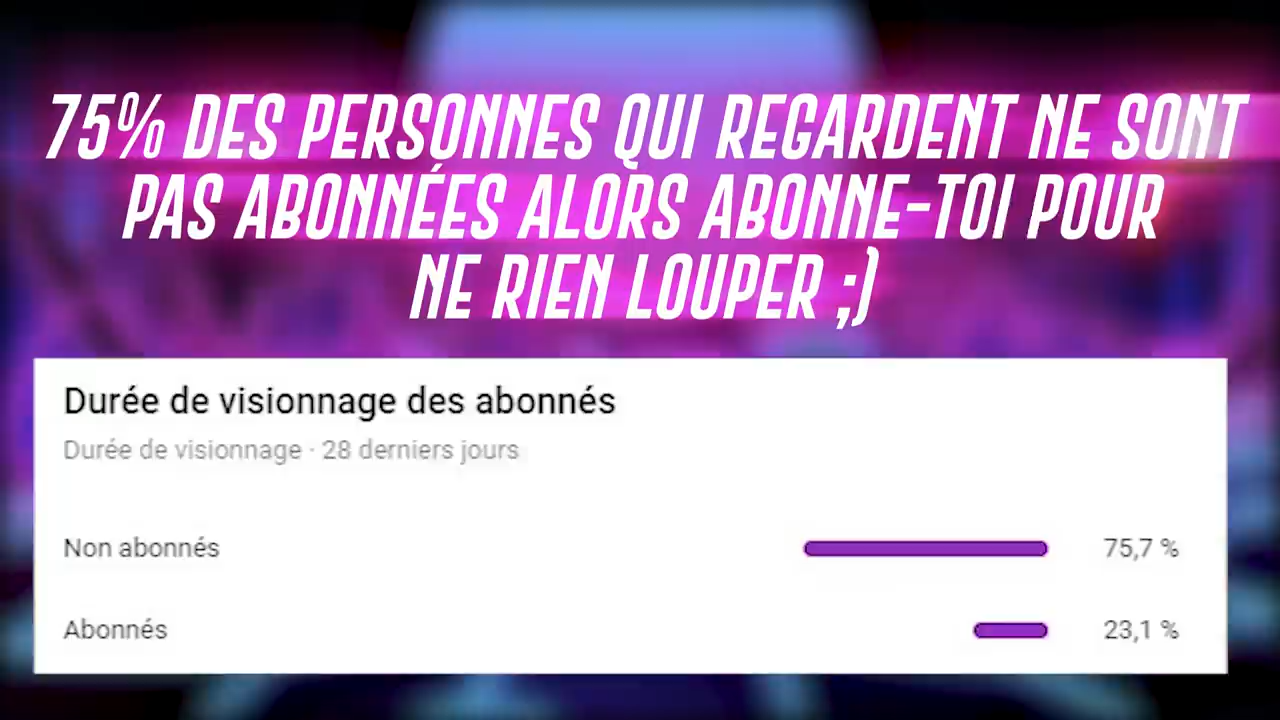 75% DES PERSONNES QUI REGARDENT NE SONT
PAS ABONNÉES ALORS ABONNE-TOI POUR
NE RIEN LOUPER ;)
Durée de visionnage des abonnés
Durée de visionnage · 28 derniers jours
Non abonnés 75,7 %
Abonnés 23,1 %